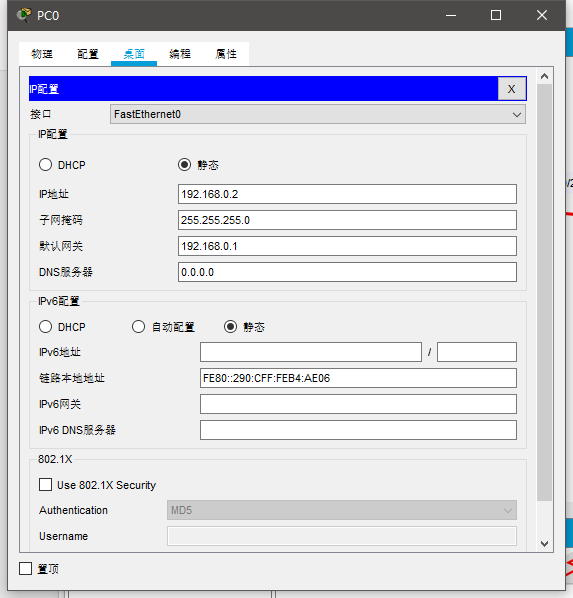 PC0
物理 配置 桌面 编程 属性
IP配置 X
接口 FastEthernet0
IP配置
DHCP 静态
IP地址 192.168.0.2
子网掩码 255.255.255.0
默认网关 192.168.0.1
DNS服务器 0.0.0.0
IPv6配置
DHCP 自动配置 静态
IPv6地址 /
链路本地地址 FE80::290:CFF:FEB4:AE06
IPv6网关
IPv6 DNS服务器
802.1X
Use 802.1X Security
Authentication MD5
Username
置顶